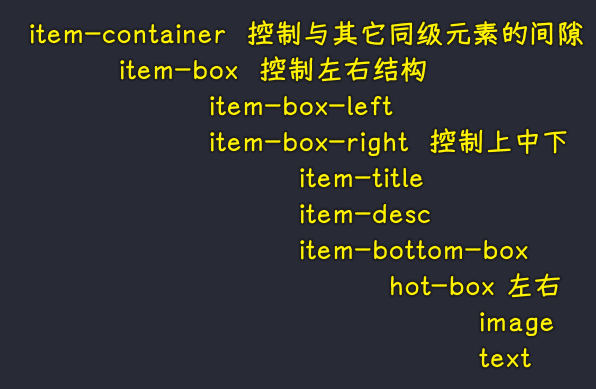 item-container 控制与其它同级元素的间隙
item-box 控制左右结构
item-box-left
item-box-right 控制上中下
item-title
item-desc
item-bottom-box
hot-box 左右
image
text